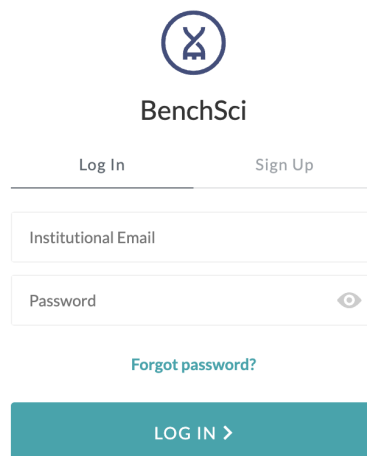 BenchSci
Log In Sign Up
Institutional Email
Password
Forgot password?
LOG IN